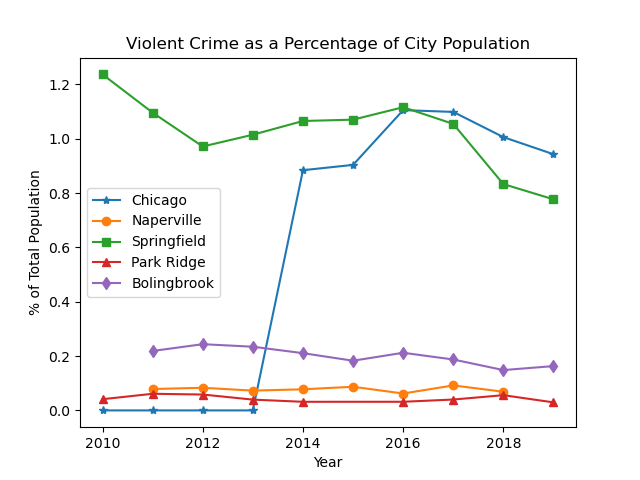 Violent Crime as a Percentage of City Population
% of Total Population
1.2
1.0
0.8
0.6
0.4
0.2
0.0
Chicago
Naperville
Springfield
Park Ridge
Bolingbrook
2010 2012 2014 2016 2018
Year